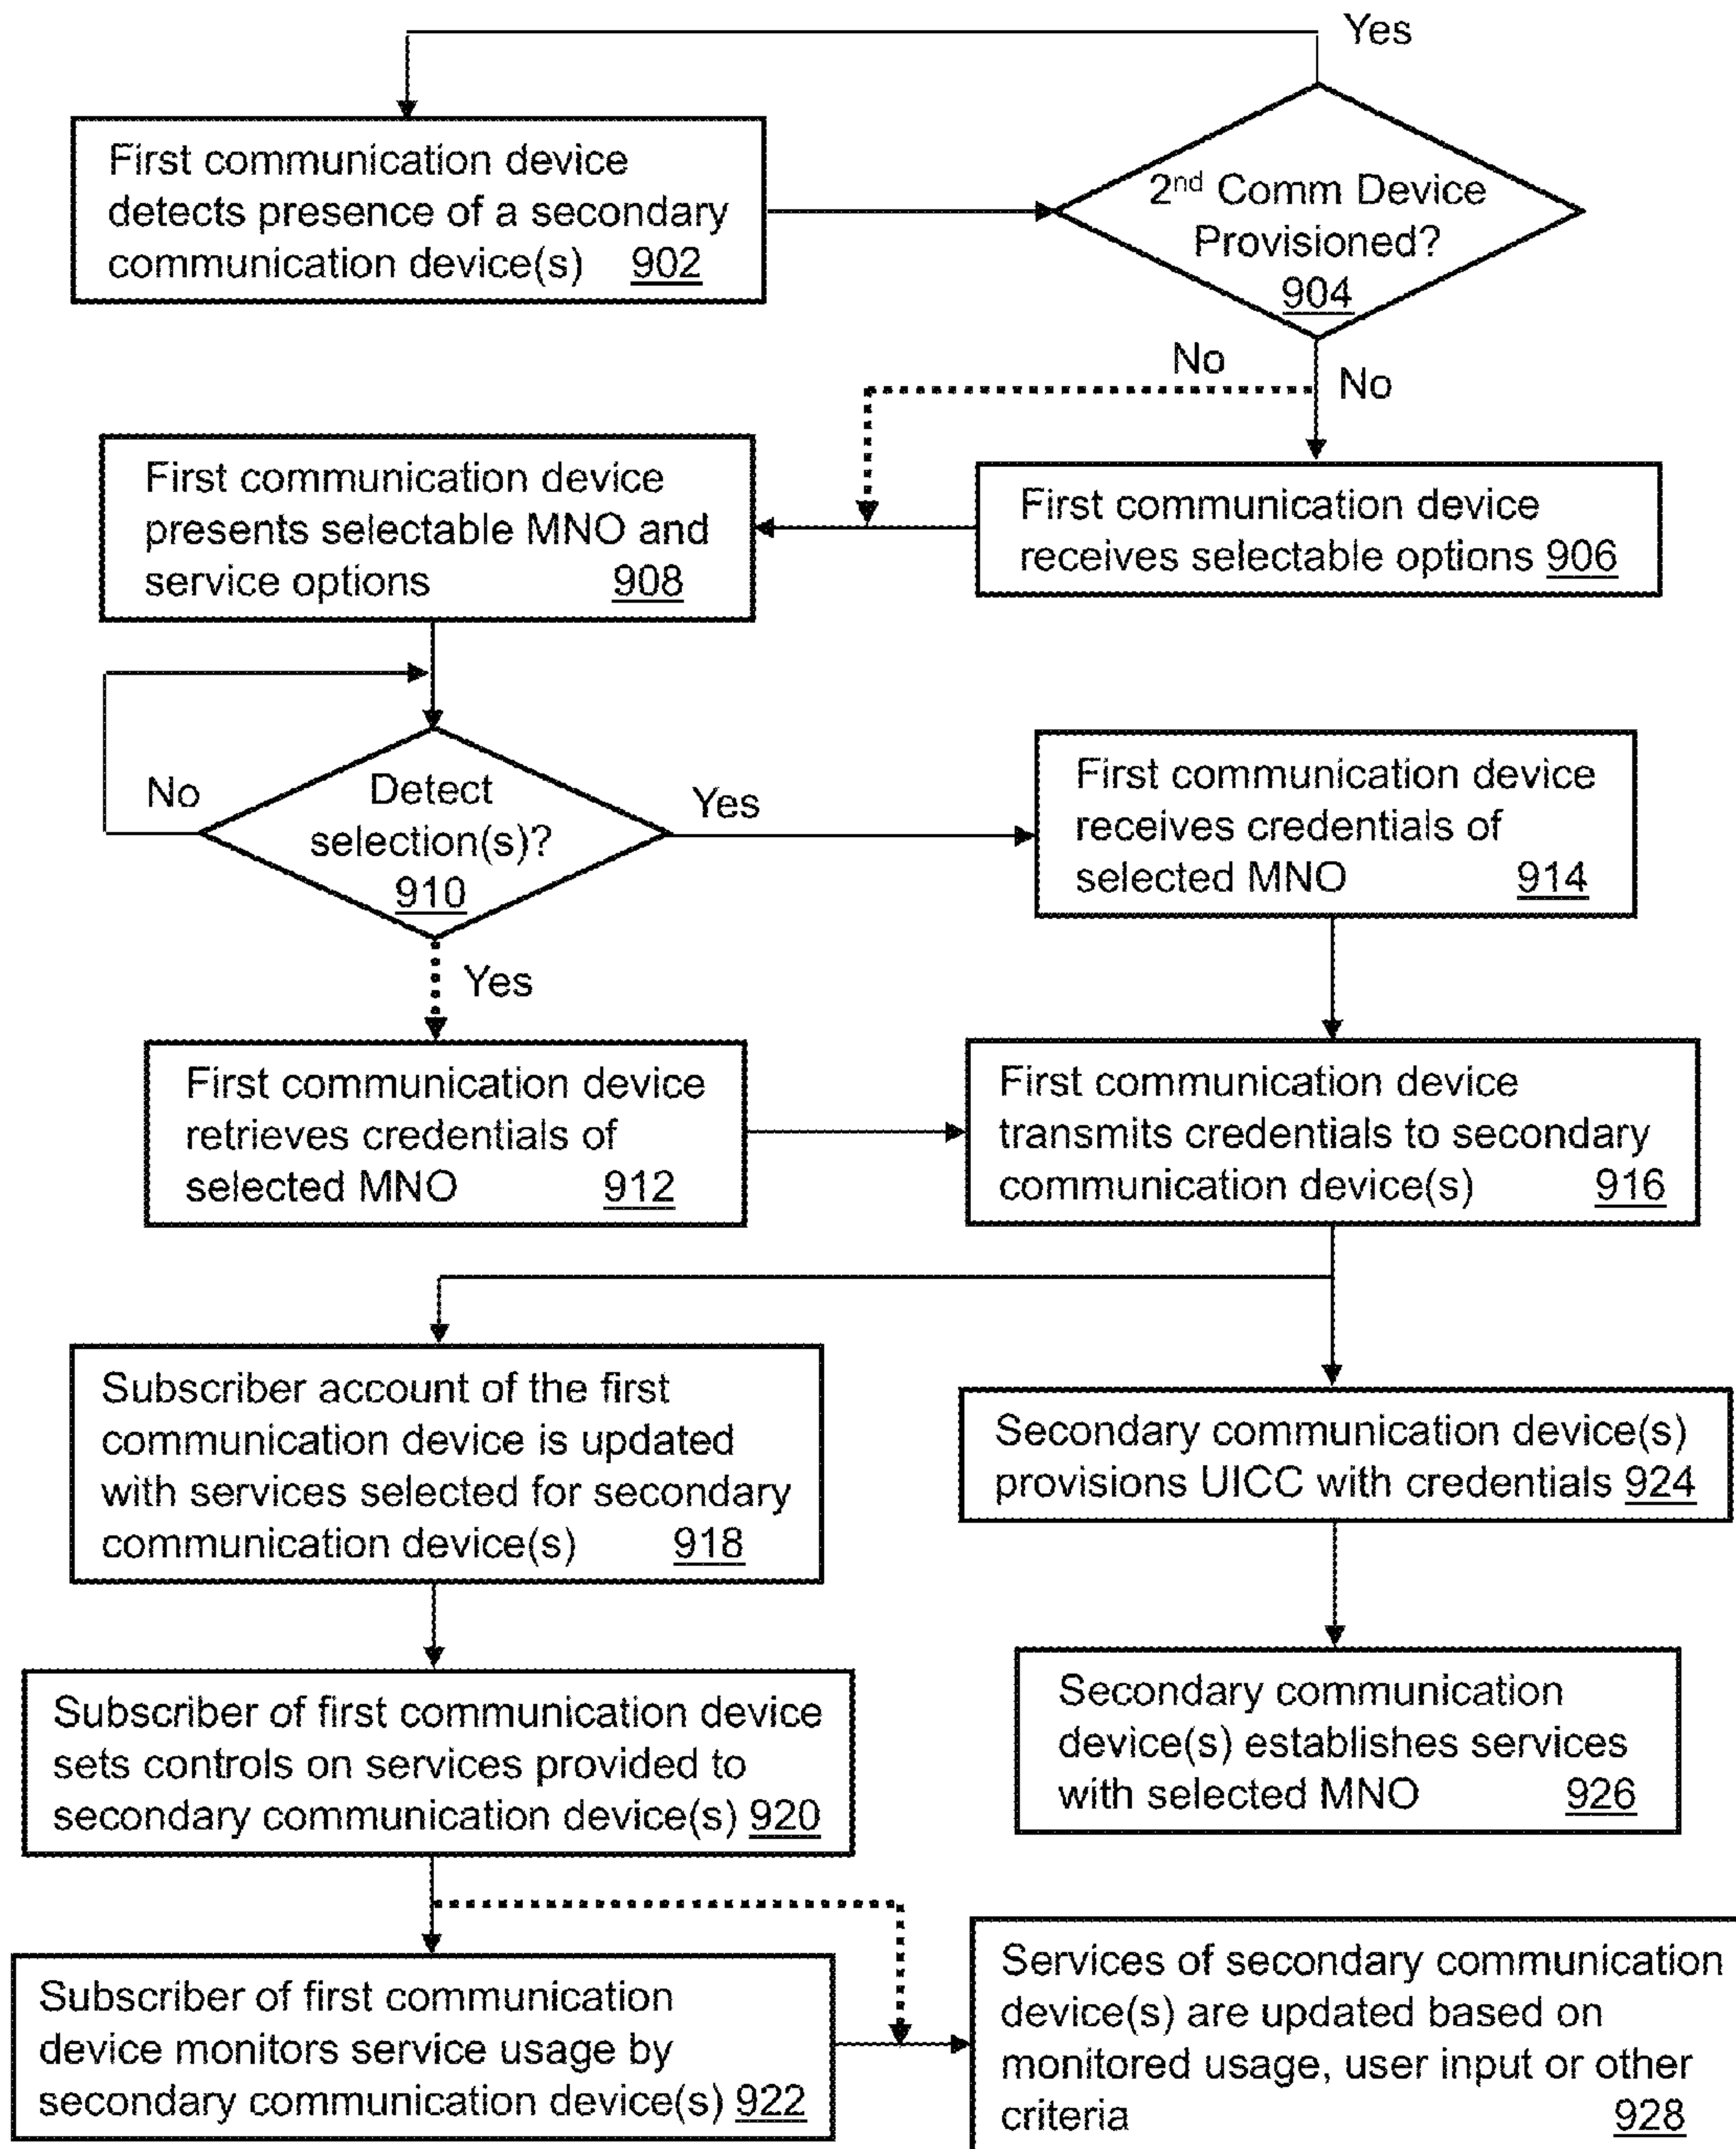 Yes
First communication device
detects presence of a secondary
communication device(s) 902
2nd Comm Device
Provisioned?
904
No
No
First communication device
presents selectable MNO and
service options 908
First communication device
receives selectable options 906
No
Detect
selection(s)?
910
Yes
Yes
First communication device
receives credentials of
selected MNO 914
First communication device
retrieves credentials of
selected MNO 912
First communication device
transmits credentials to secondary
communication device(s) 916
Subscriber account of the first
communication device is updated
with services selected for secondary
communication device(s) 918
Secondary communication device(s)
provisions UICC with credentials 924
Subscriber of first communication device
sets controls on services provided to
secondary communication device(s) 920
Secondary communication
device(s) establishes services
with selected MNO 926
Subscriber of first communication
device monitors service usage by
secondary communication device(s) 922
Services of secondary communication
device(s) are updated based on
monitored usage, user input or other
criteria 928